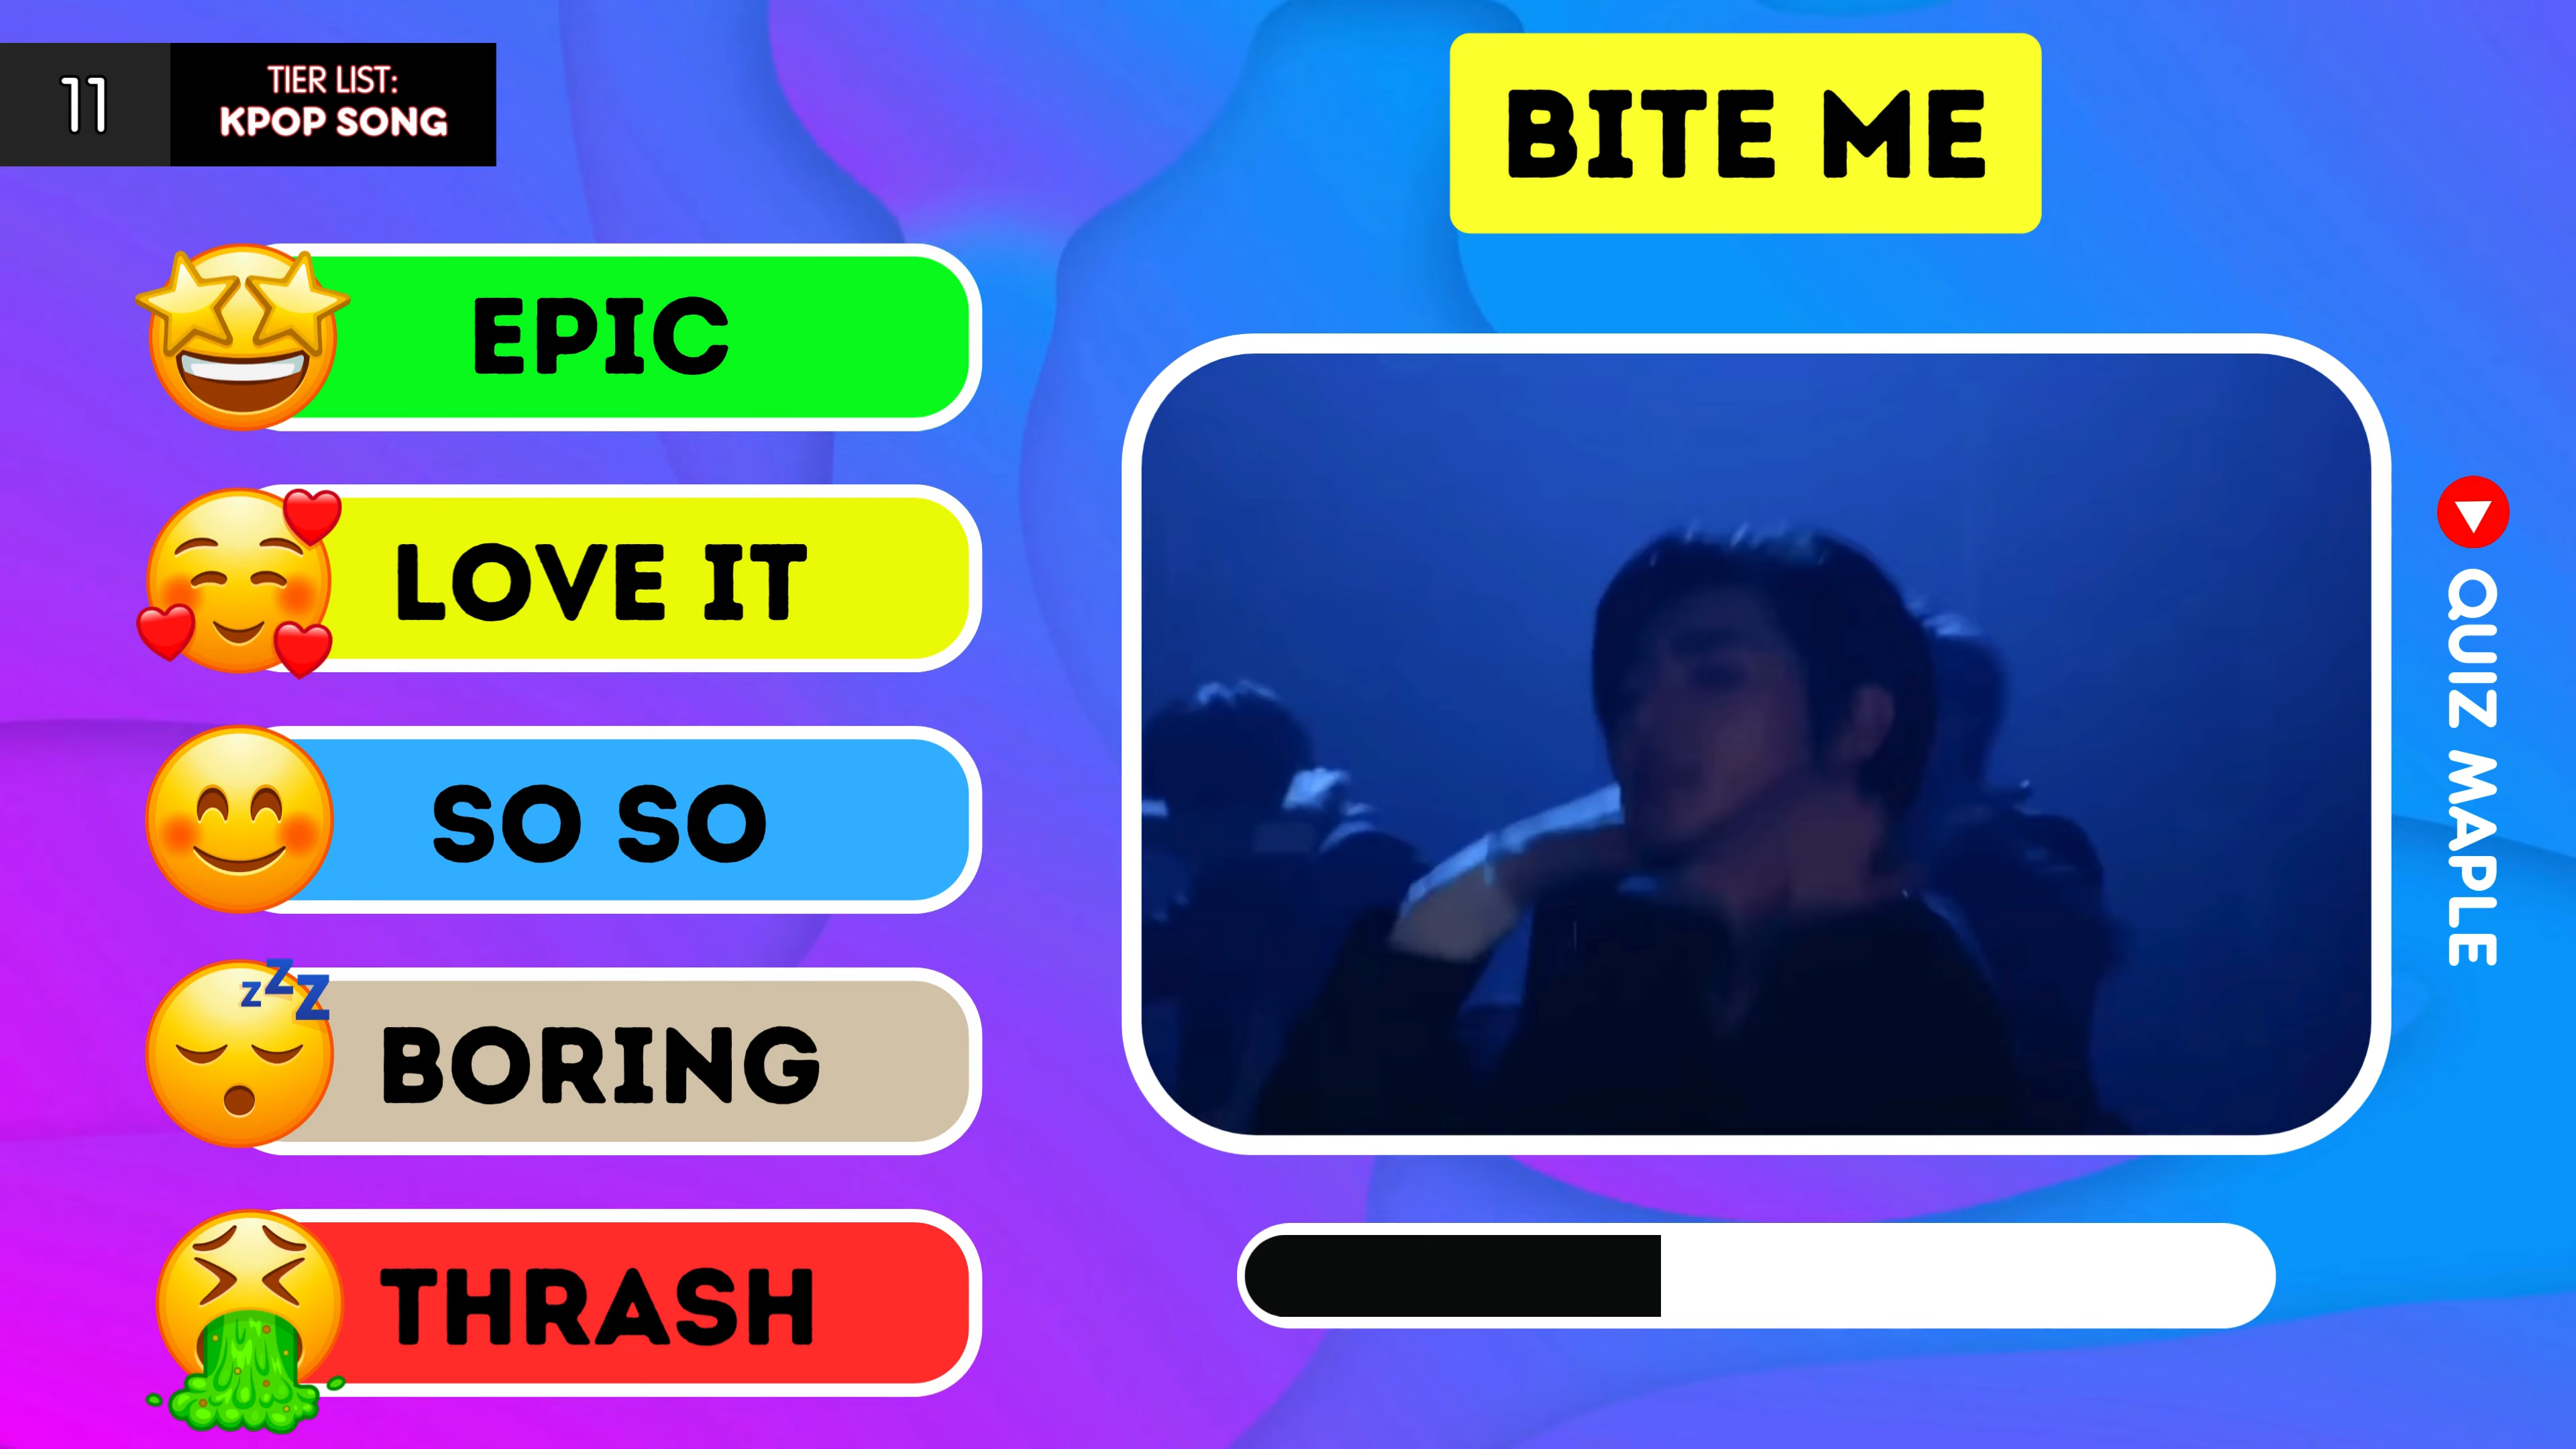 11
TIER LIST:
KPOP SONG
BITE ME
EPIC
LOVE IT
SO SO
BORING
THRASH
QUIZ MAPLE